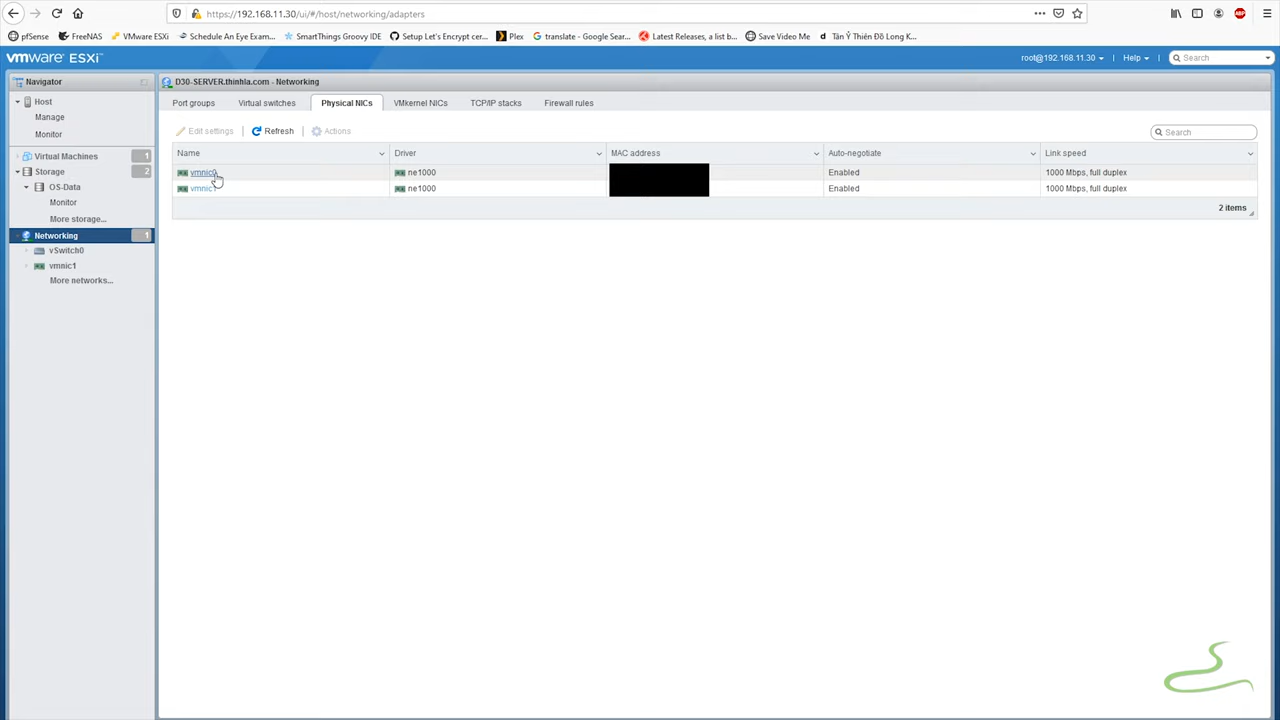 https://192.168.11.30/ui/#/host/networking/adapters
pfSense FreeNAS VMware ESXi Schedule An Eye Exam... SmartThings Groovy IDE Setup Let's Encrypt cer... Plex translate - Google Sear... Latest Releases, a list b... Save Video Me d Tân Ỷ Thiên Đồ Long K...
vmware ESXi™ root@192.168.11.30 | Help | Search
Navigator
Host
Manage
Monitor
Virtual Machines 1
Storage 2
OS-Data
Monitor
More storage...
Networking 1
vSwitch0
vmnic1
More networks...
D30-SERVER.thinhla.com - Networking
Port groups Virtual switches Physical NICs VMkernel NICs TCP/IP stacks Firewall rules
Edit settings | Refresh | Actions Search
Name Driver MAC address Auto-negotiate Link speed
vmnic0 ne1000 Enabled 1000 Mbps, full duplex
vmnic1 ne1000 Enabled 1000 Mbps, full duplex
2 items